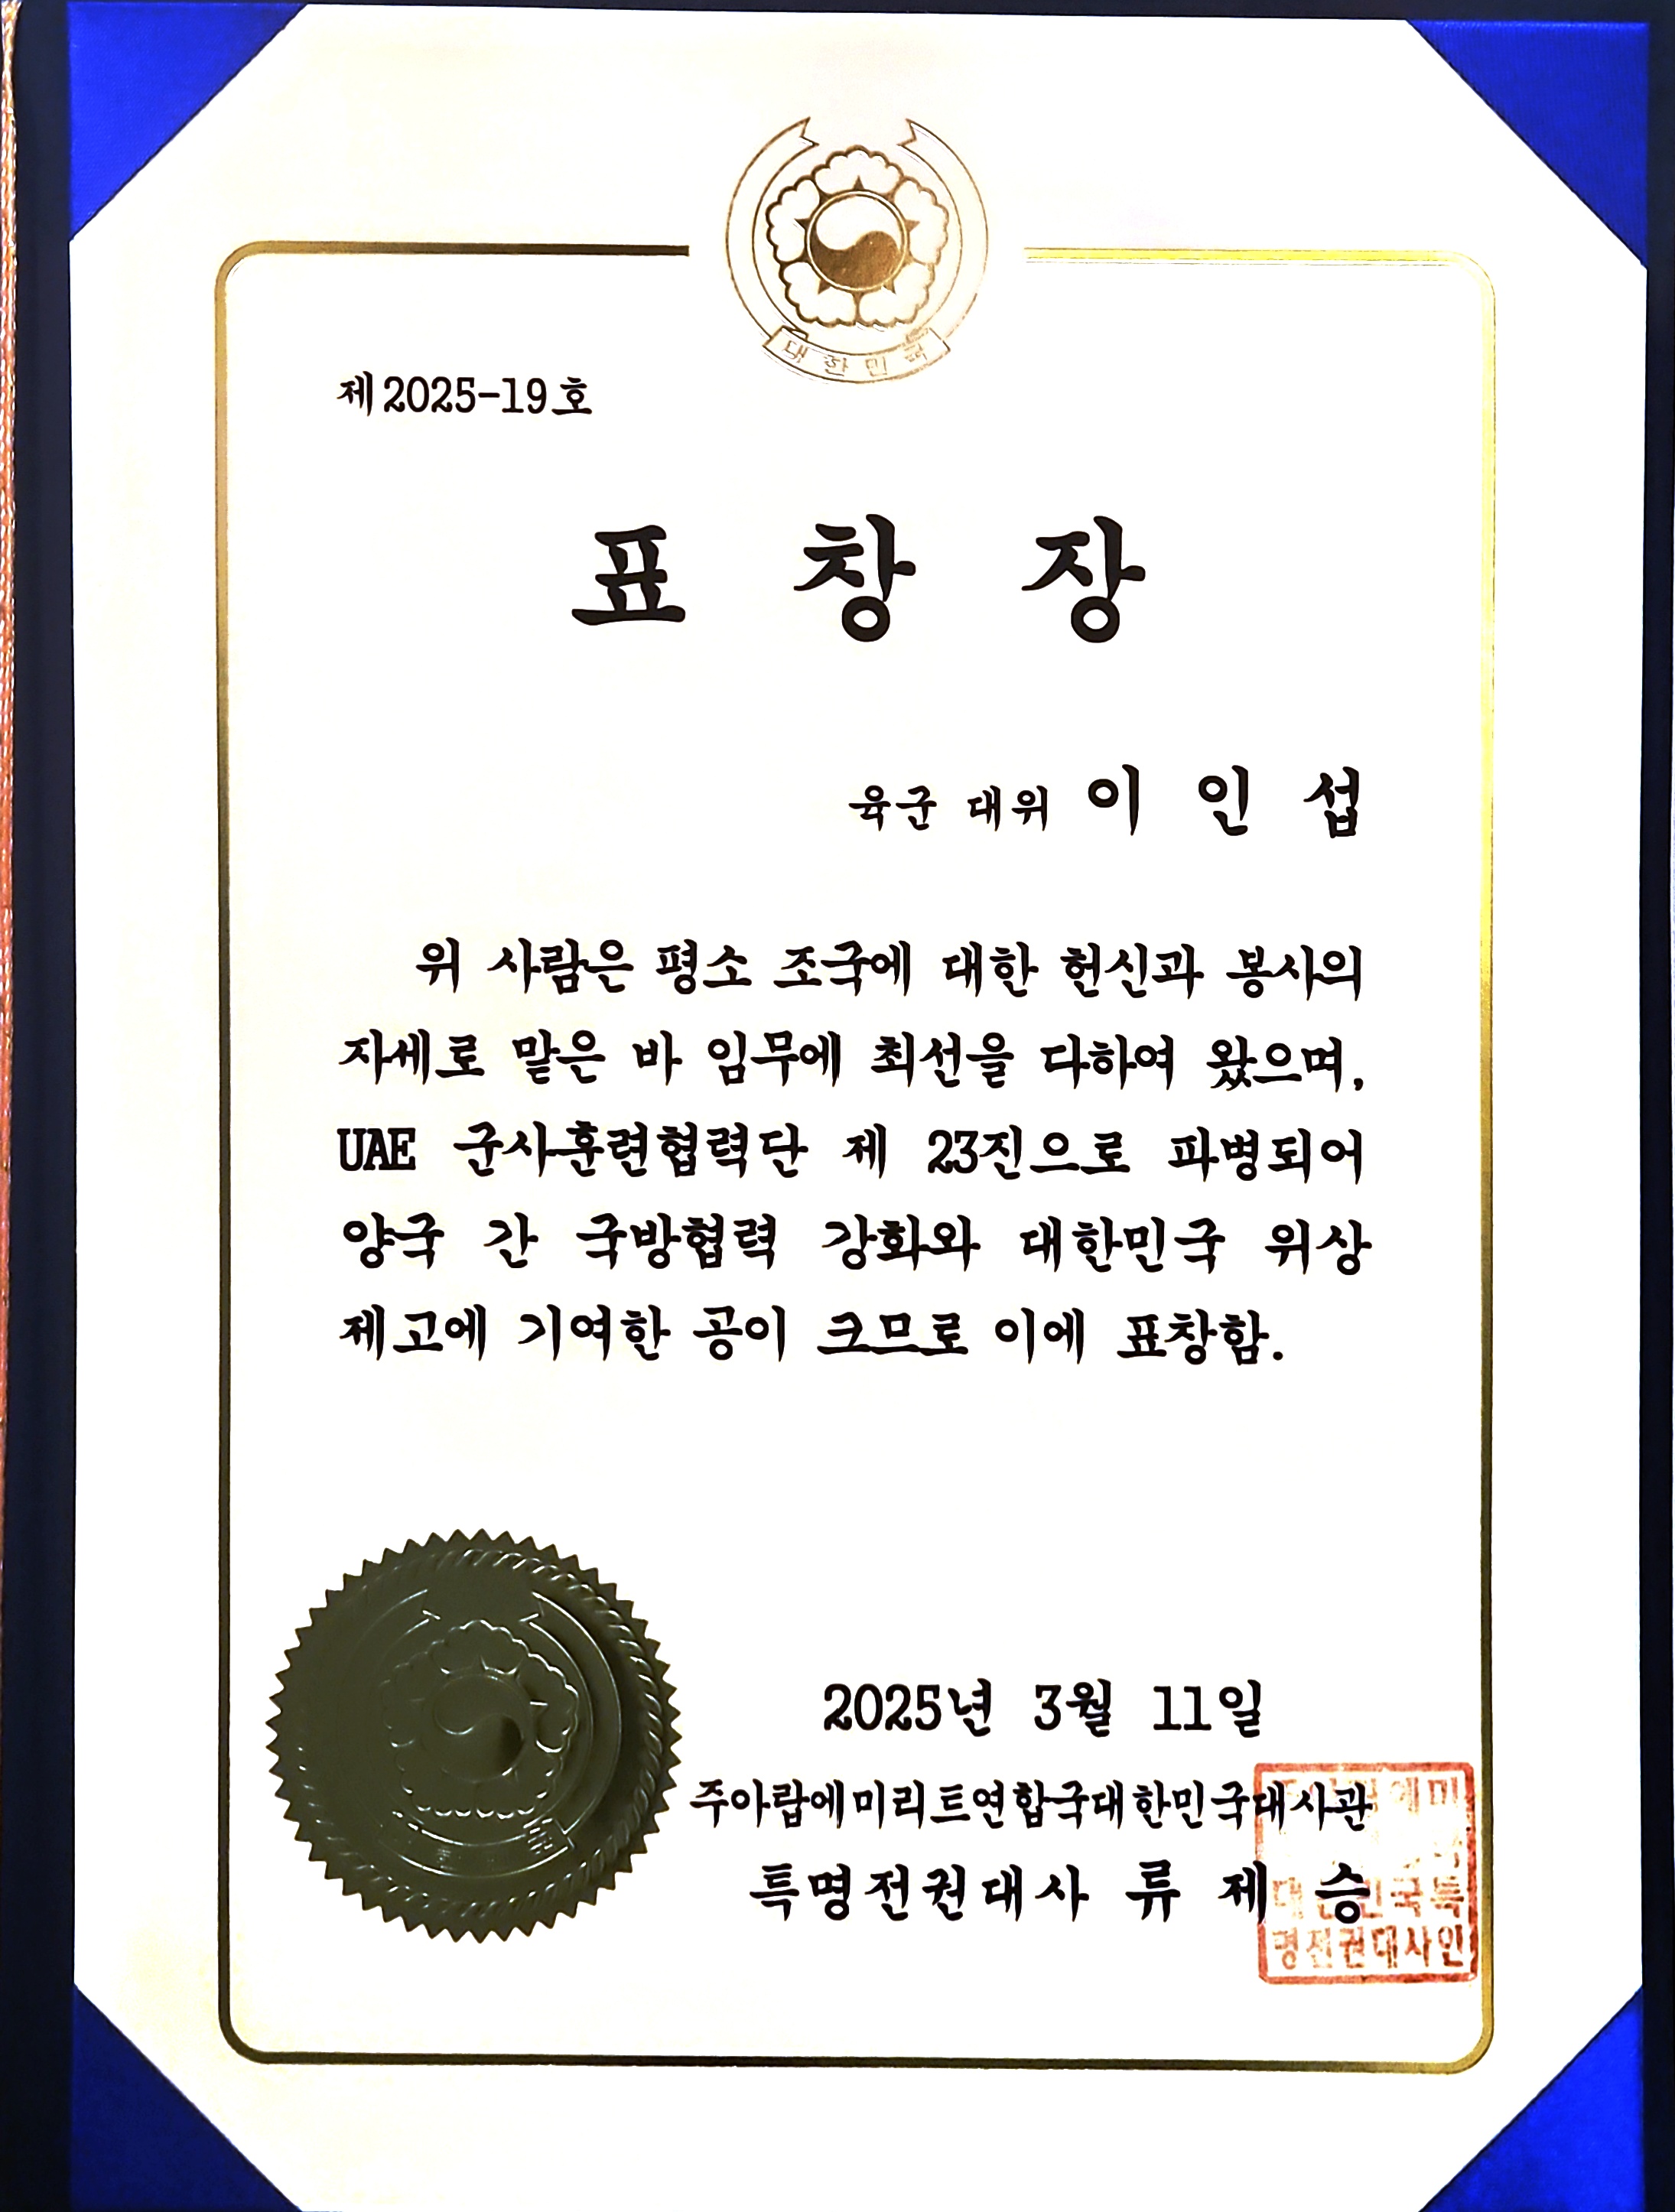 대한민국
제2025-19호
표 창 장
육군 대위 이 인 섭
위 사람은 평소 조국에 대한 헌신과 봉사의
자세로 맡은 바 임무에 최선을 다하여 왔으며,
UAE 군사훈련협력단 제 23진으로 파병되어
양국 간 국방협력 강화와 대한민국 위상
제고에 기여한 공이 크므로 이에 표창함.
2025년 3월 11일
주아랍에미리트연합국대한민국대사관
특명전권대사 류 제 승
에미
대 민국특
명전권대사인